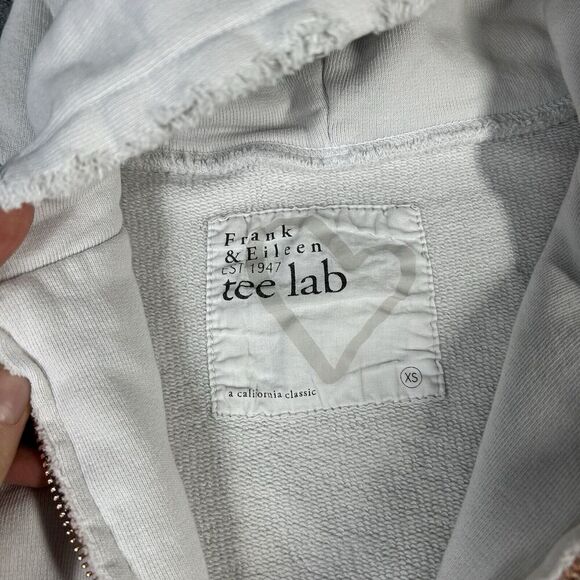 Frank
& Eileen
EST 1947
tee lab
XS
a california classic